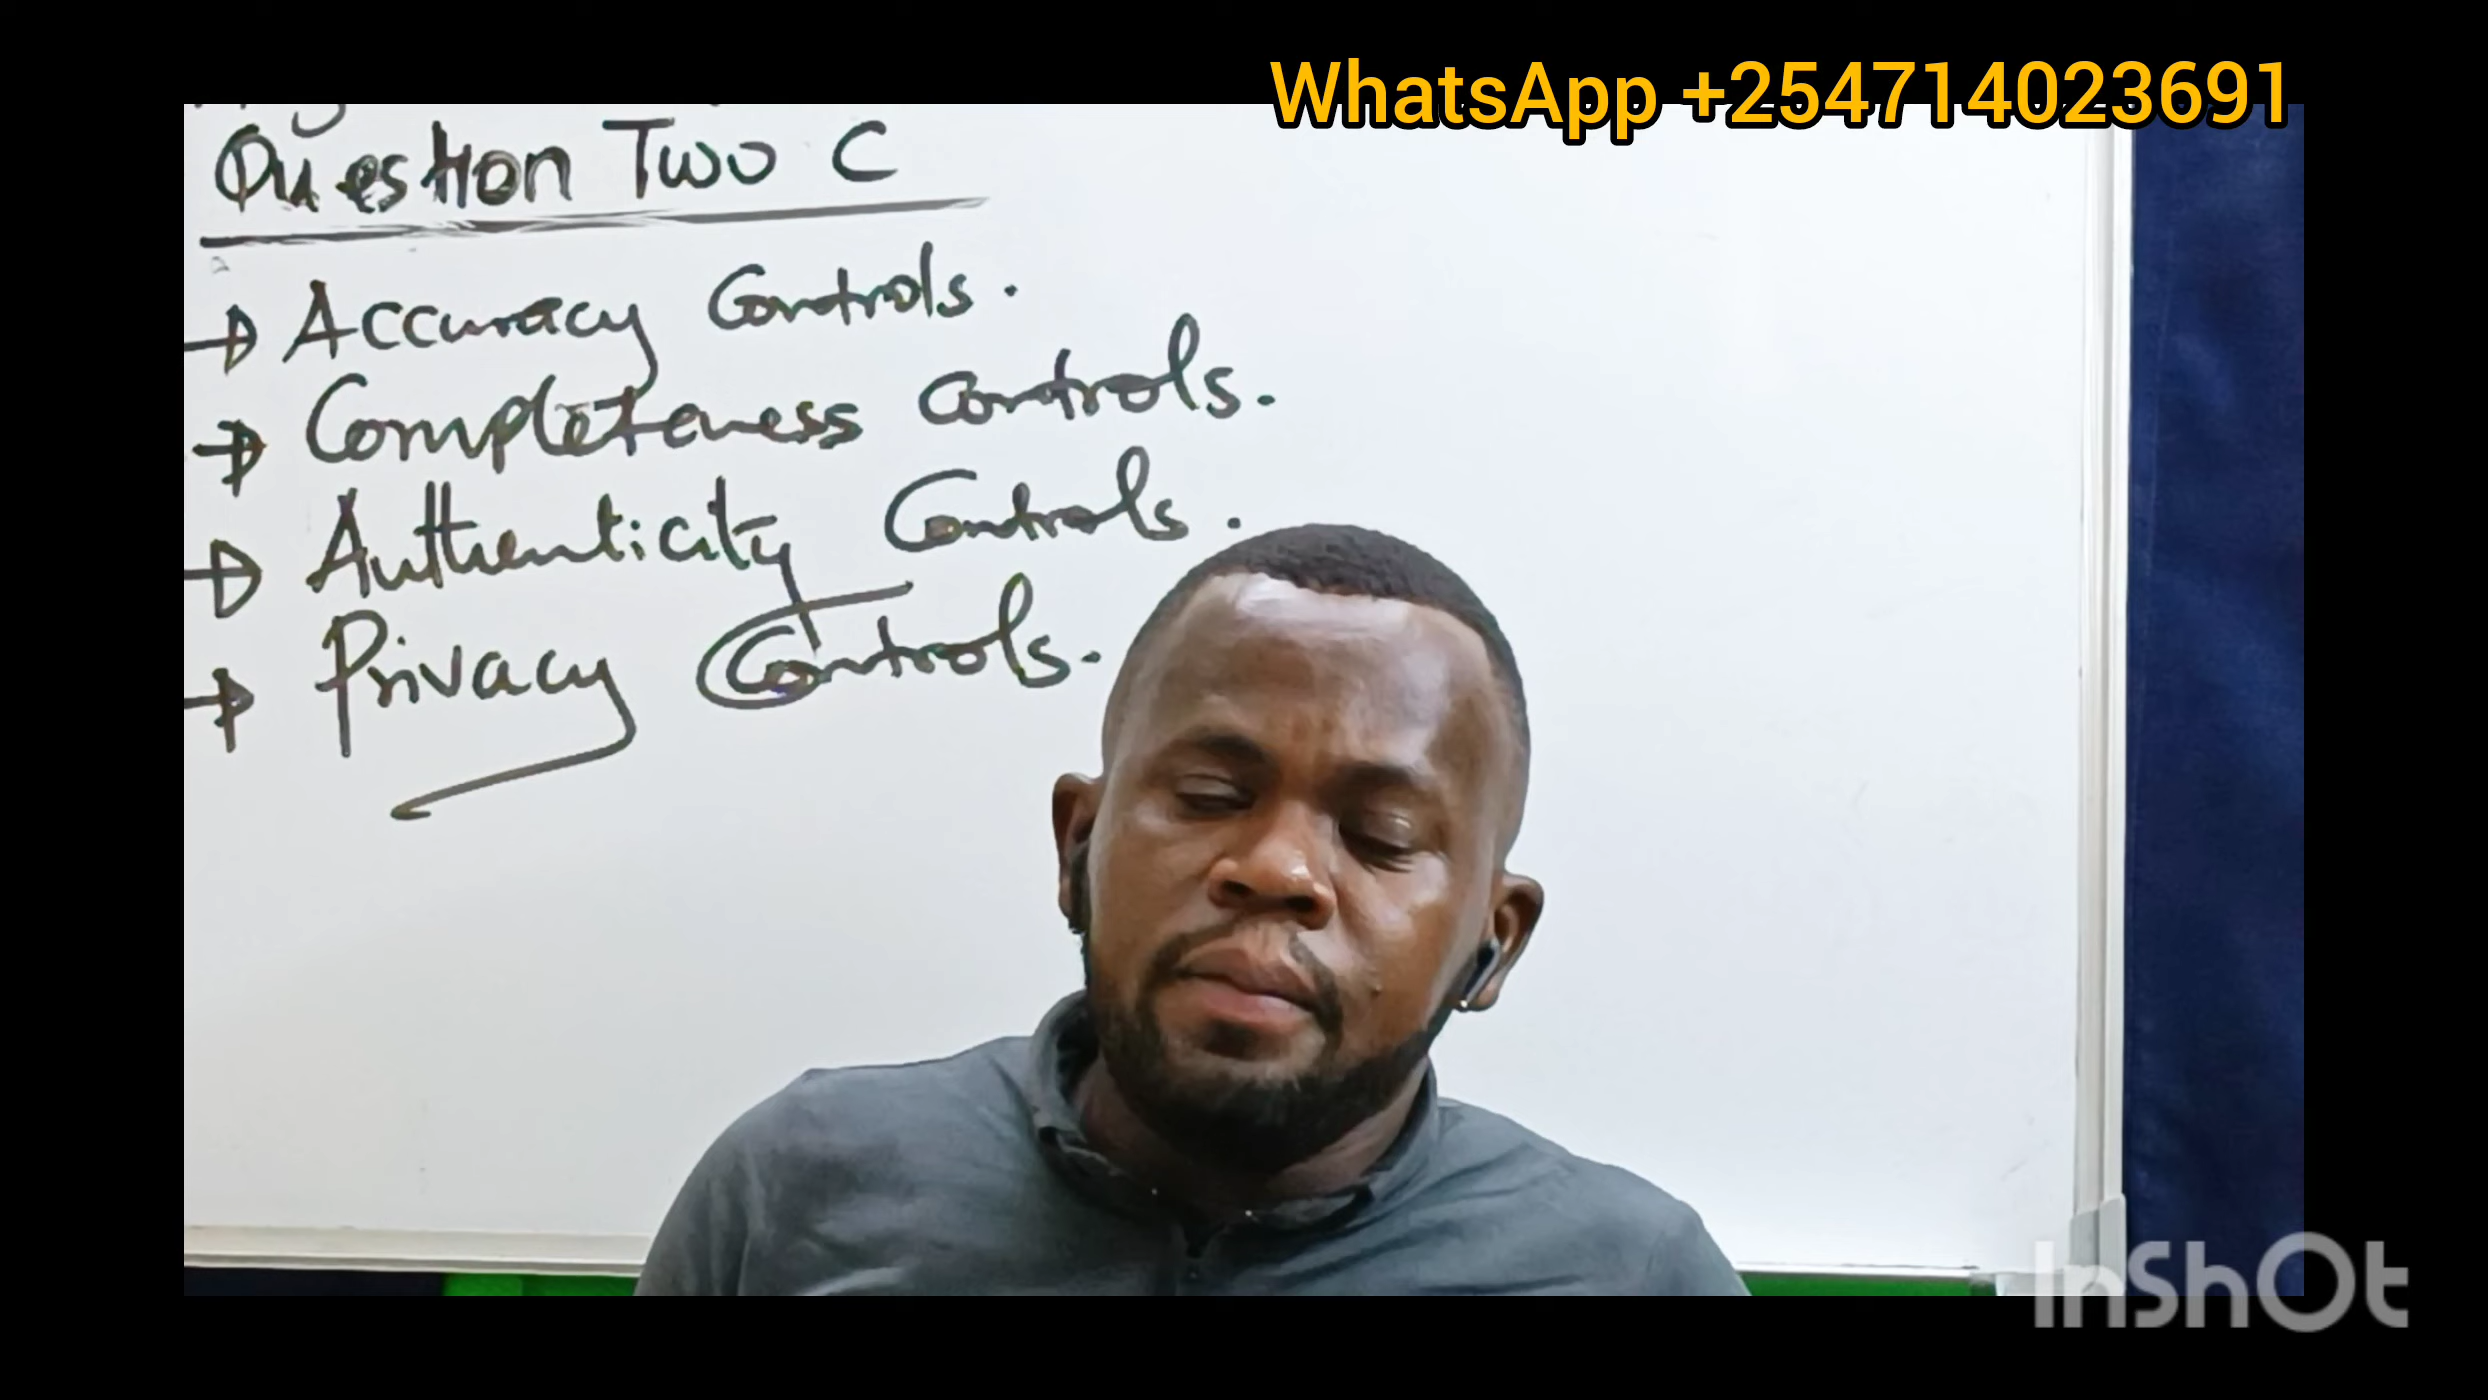 WhatsApp +254714023691
Question Two C
→ Accuracy Controls.
→ Completeness controls.
→ Authenticity Controls.
→ Privacy Controls.
InShOt